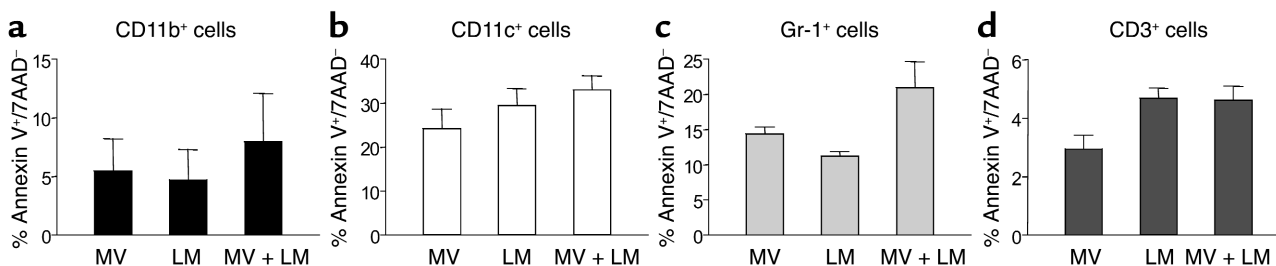 a
CD11b⁺ cells
% Annexin V⁺/7AAD⁻
15
10
5
0
MV
LM
MV + LM
b
CD11c⁺ cells
% Annexin V⁺/7AAD⁻
40
30
20
10
0
MV
LM
MV + LM
c
Gr-1⁺ cells
% Annexin V⁺/7AAD⁻
25
20
15
10
5
0
MV
LM
MV + LM
d
CD3⁺ cells
% Annexin V⁺/7AAD⁻
6
4
2
0
MV
LM
MV + LM